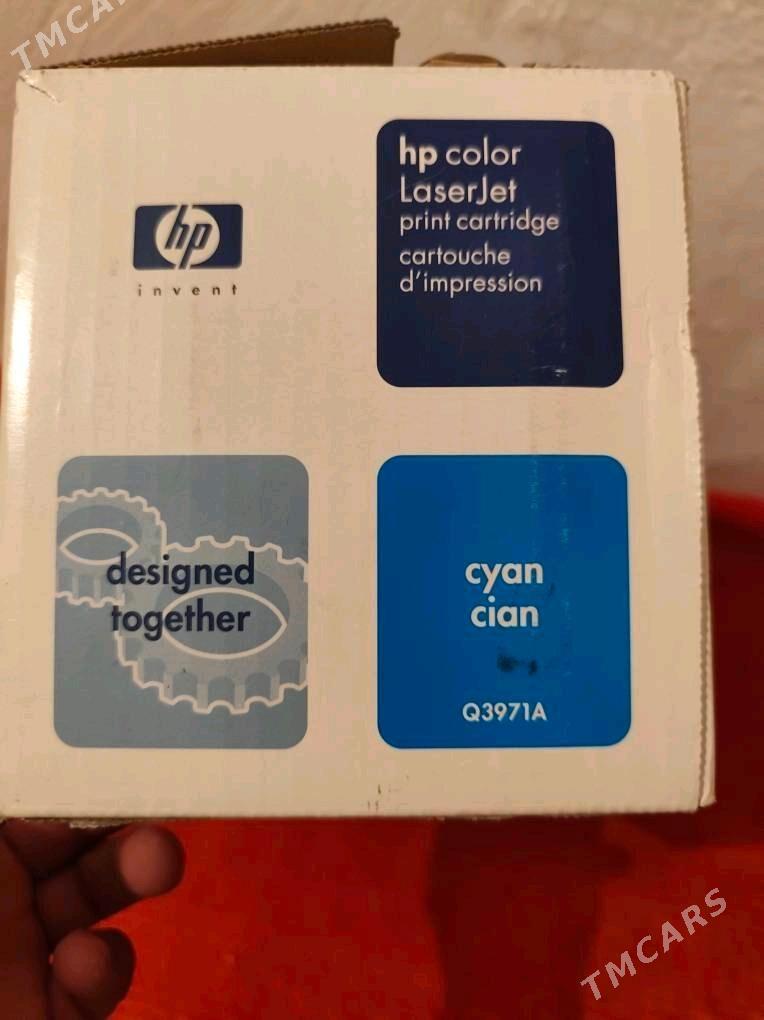 TMCARS
hp
invent
hp color
LaserJet
print cartridge
cartouche
d'impression
designed
together
cyan
cian
Q3971A
TMCARS